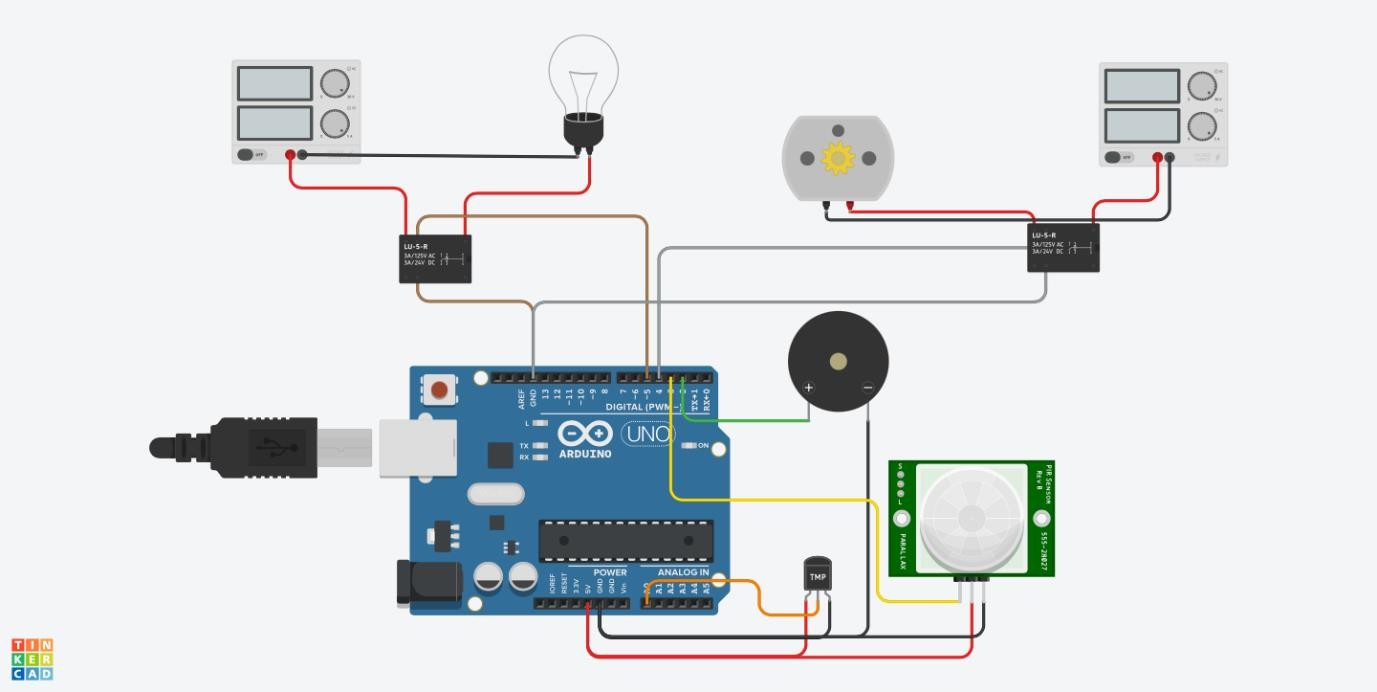 OFF
OFF
LU-5-R
3A/125V AC
3A/24V DC
LU-5-R
3A/125V AC
3A/24V DC
AREF
GND
13
12
~11
~10
~9
8
7
~6
~5
4
TX→1
RX←0
DIGITAL (PWM~)
L
TX
RX
ON
UNO
ARDUINO
POWER
ANALOG IN
IOREF
RESET
3.3V
5V
GND
GND
Vin
A0
A1
A2
A3
A4
A5
+
−
TMP
S
L
PARALLAX
PIR Sensor
Rev B
555-28027
TIN
KER
CAD